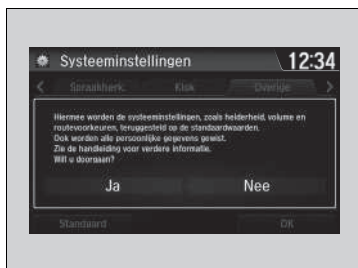 Systeeminstellingen
12:34
Spraakherk. Klok Overige
Hiermee worden de systeeminstellingen, zoals helderheid, volume en
routevoorkeuren, teruggesteld op de standaardwaarden.
Ook worden alle persoonlijke gegevens gewist.
Zie de handleiding voor verdere informatie.
Wilt u doorgaan?
Ja Nee
Standaard OK